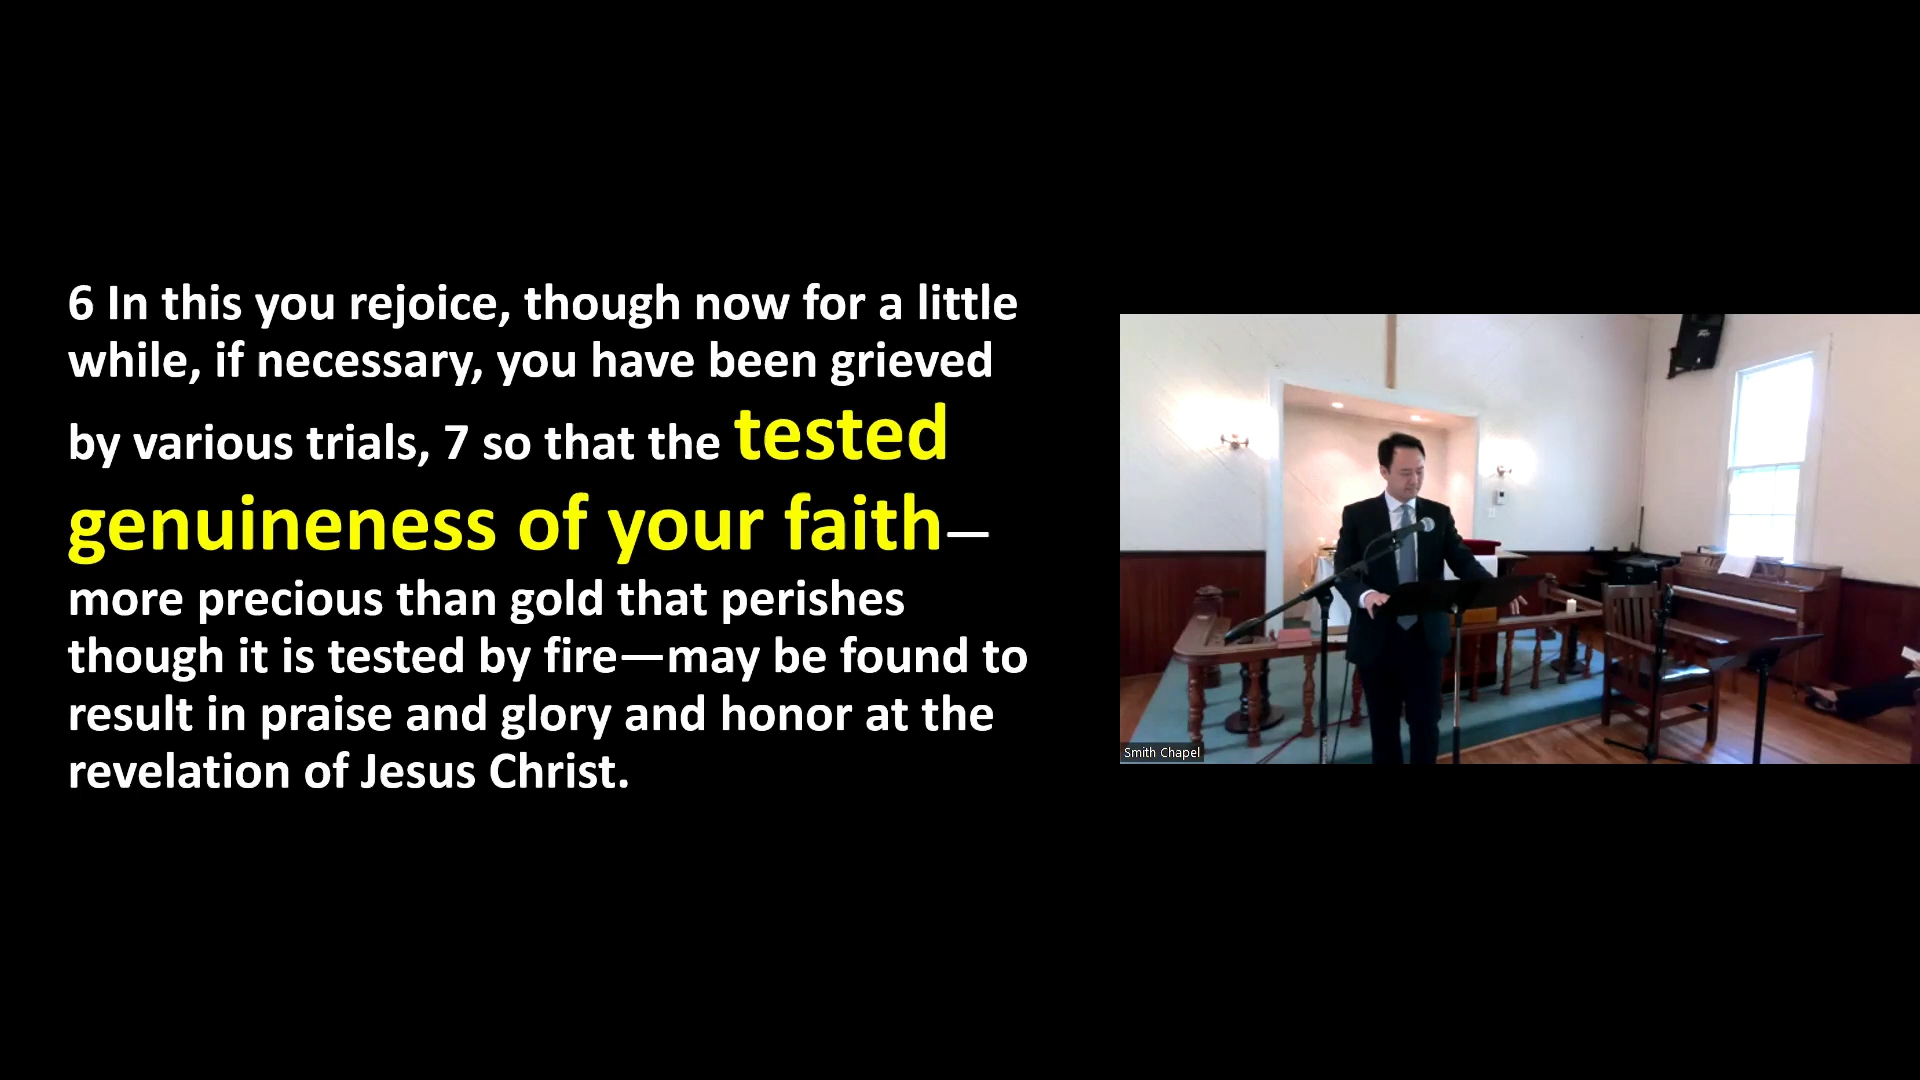 6 In this you rejoice, though now for a little
while, if necessary, you have been grieved
by various trials, 7 so that the tested
genuineness of your faith—
more precious than gold that perishes
though it is tested by fire—may be found to
result in praise and glory and honor at the
revelation of Jesus Christ.
Smith Chapel